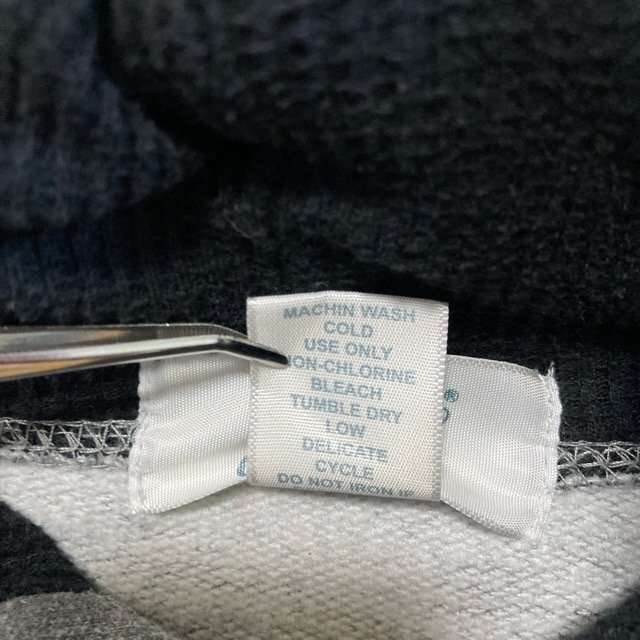 MACHIN WASH
COLD
USE ONLY
NON-CHLORINE
BLEACH
TUMBLE DRY
LOW
DELICATE
CYCLE
DO NOT IRON IF
®